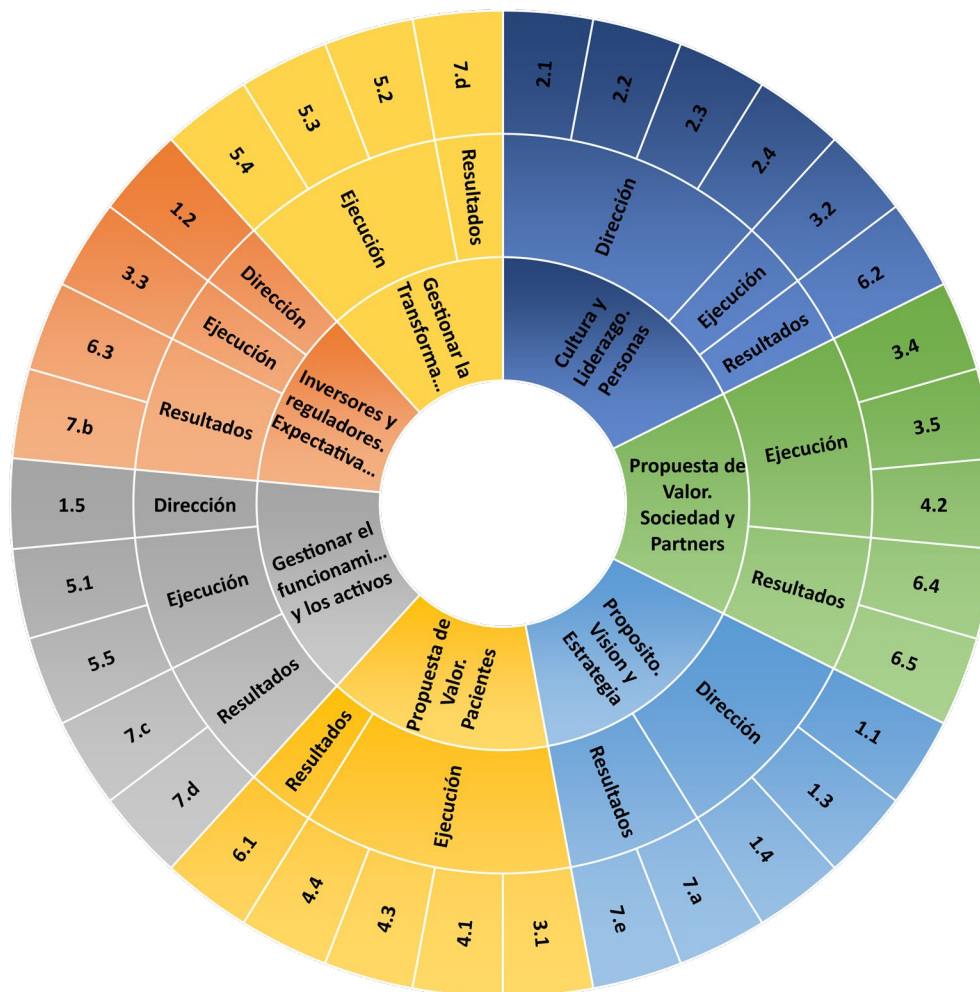 2.1
2.2
2.3
2.4
3.2
6.2
Dirección
Ejecución
Resultados
Cultura y
Liderazgo.
Personas
3.4
3.5
4.2
6.4
6.5
Ejecución
Resultados
Propuesta de
Valor.
Sociedad y
Partners
1.1
1.3
1.4
7.a
7.e
Dirección
Resultados
Proposito.
Vision y
Estrategia
3.1
4.1
4.3
4.4
6.1
Ejecución
Resultados
Propuesta de
Valor.
Pacientes
7.d
7.c
5.5
5.1
1.5
Resultados
Ejecución
Dirección
Gestionar el
funcionami...
y los activos
7.b
6.3
3.3
1.2
Resultados
Ejecución
Dirección
Inversores y
reguladores.
Expectativa...
5.4
5.3
5.2
7.d
Ejecución
Resultados
Gestionar la
Transforma...